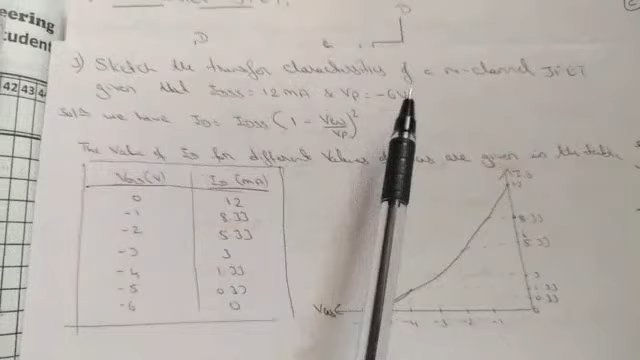 eering
tudent
42 43 4
D
1) Sketch the transfer characteristics of a n-channel JFET
given that IDSS = 12 mA & VP = -6V
Soln we have ID = IDSS (1 - VGS/VP)²
The value of ID for different values are given in the table
VGS(V) ID (mA)
0 12
-1 8.33
-2 5.33
-3 3
-4 1.33
-5 0.33
-6 0
ID
12
8.33
5.33
3
1.33
0.33
0
VGS
-4 -3 -2 -1